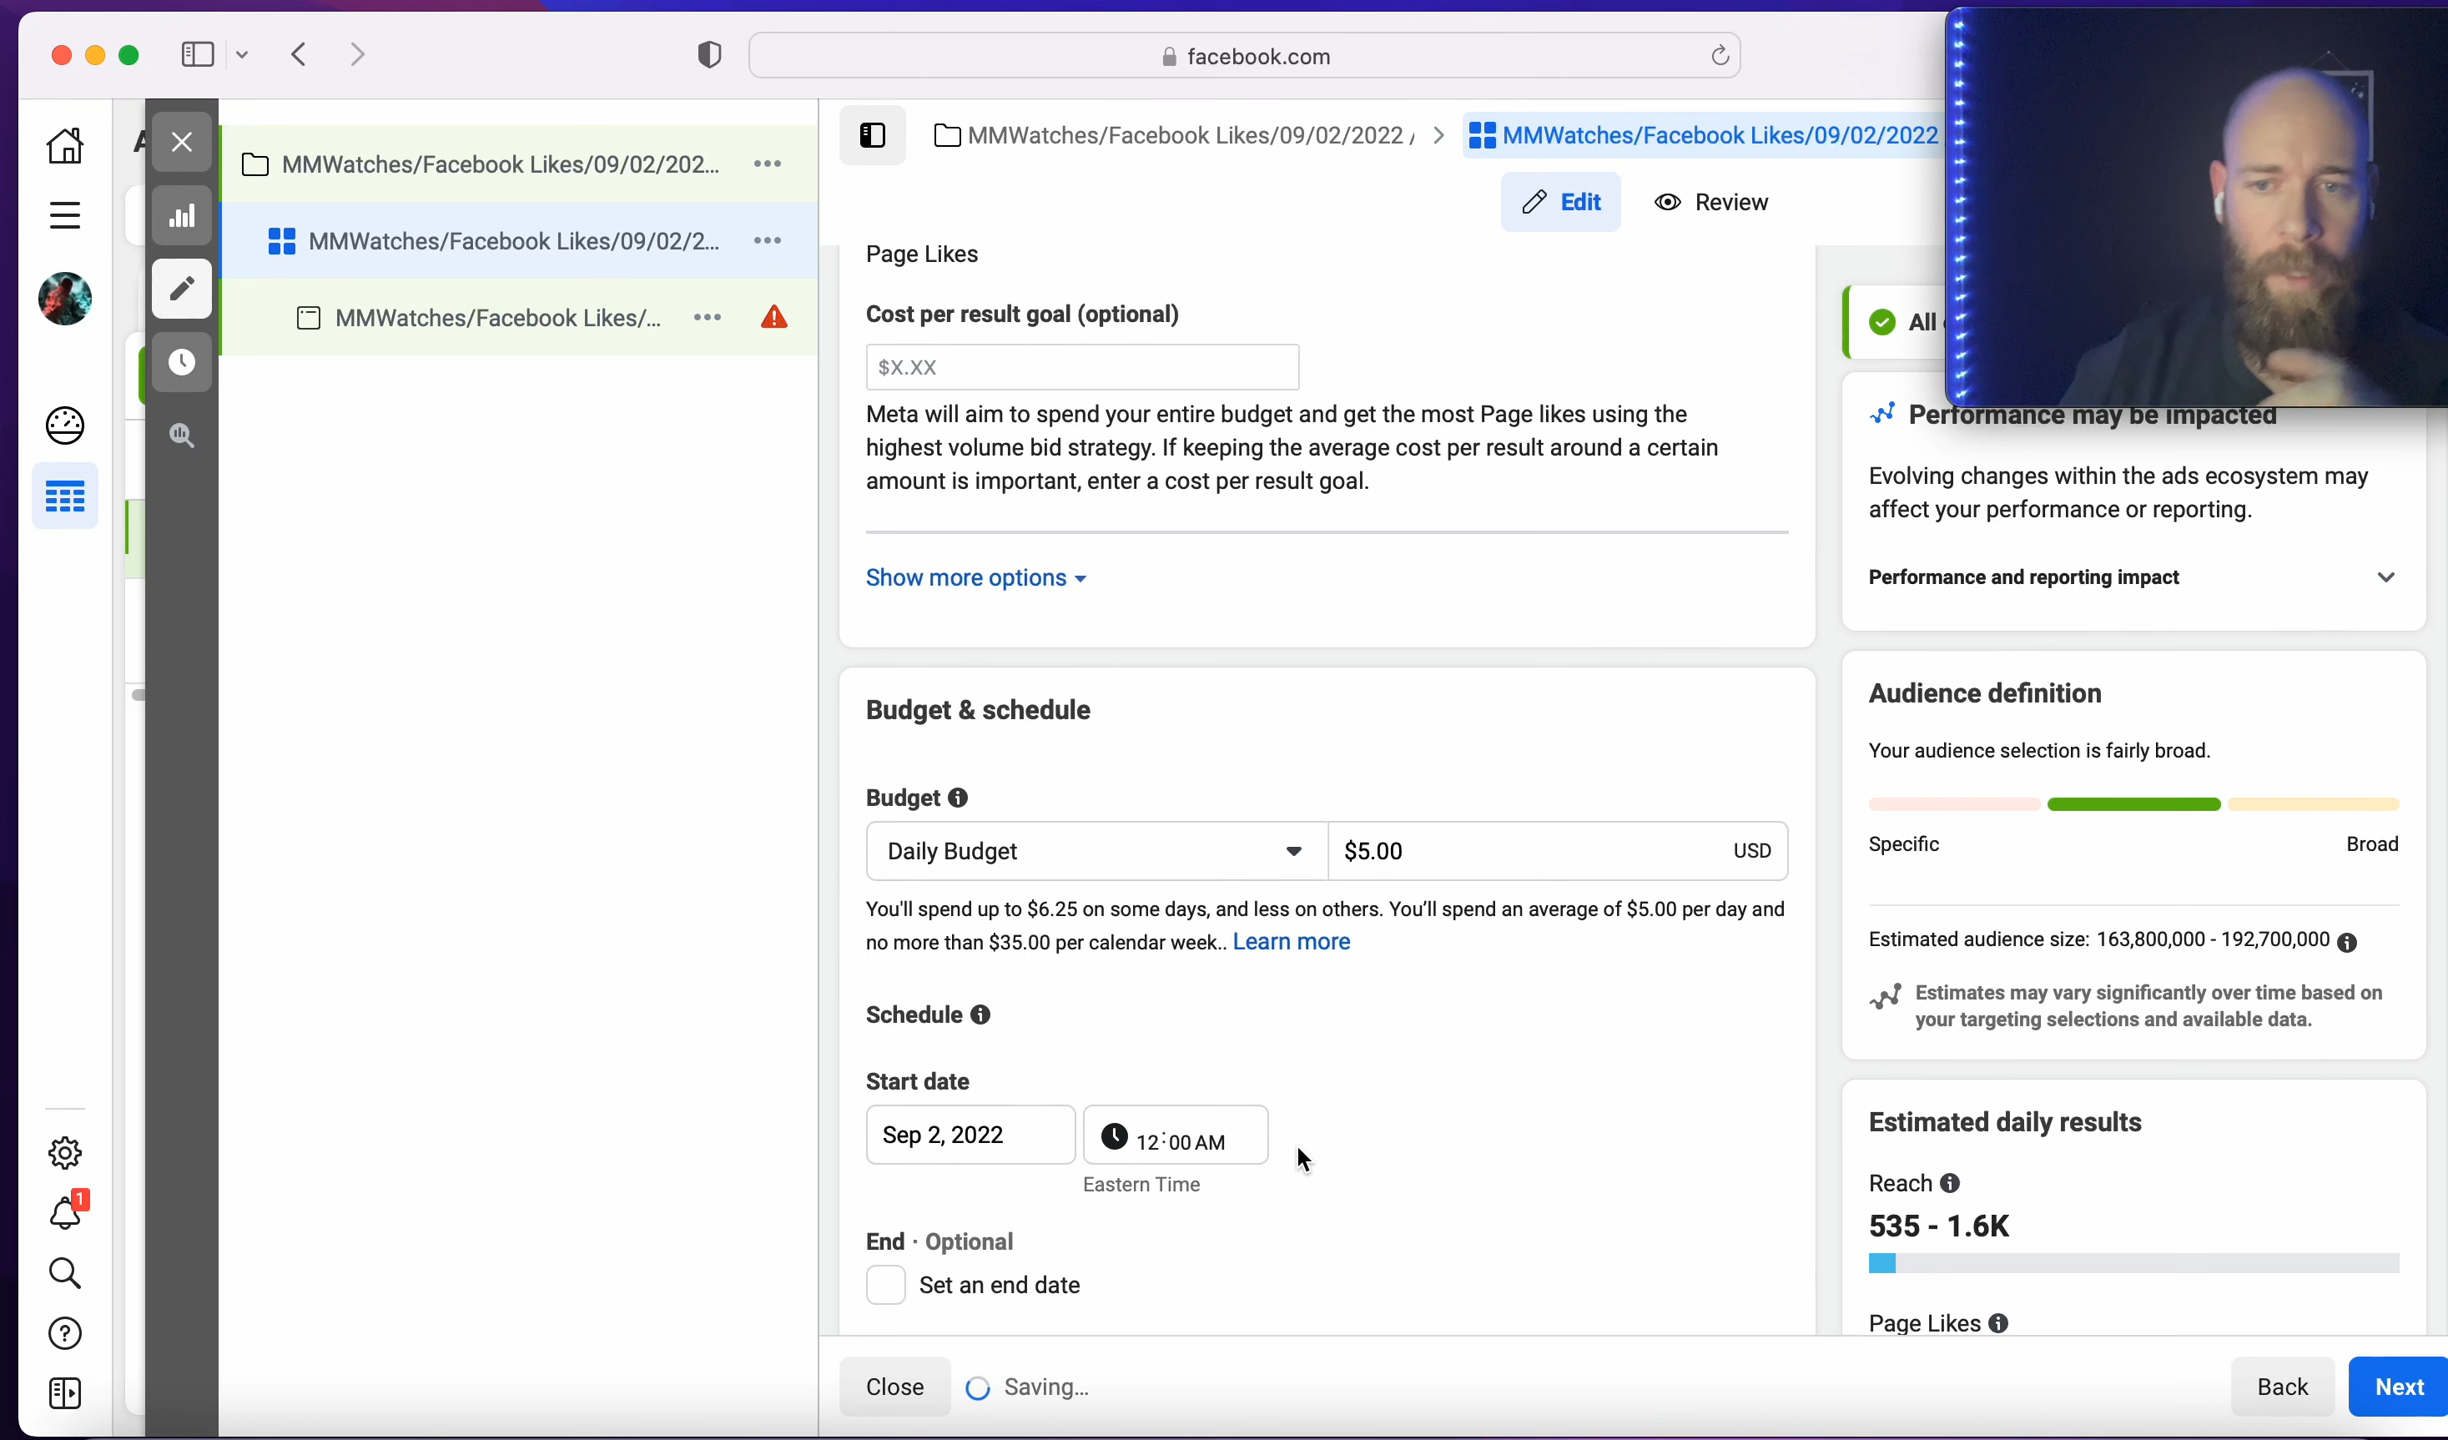 facebook.com
MMWatches/Facebook Likes/09/02/202...
MMWatches/Facebook Likes/09/02/2...
MMWatches/Facebook Likes/...
MMWatches/Facebook Likes/09/02/2022 /
MMWatches/Facebook Likes/09/02/2022
Edit
Review
Page Likes
Cost per result goal (optional)
$X.XX
Meta will aim to spend your entire budget and get the most Page likes using the
highest volume bid strategy. If keeping the average cost per result around a certain
amount is important, enter a cost per result goal.
Show more options
Budget & schedule
Budget
Daily Budget
$5.00
USD
You'll spend up to $6.25 on some days, and less on others. You'll spend an average of $5.00 per day and
no more than $35.00 per calendar week.. Learn more
Schedule
Start date
Sep 2, 2022
12:00 AM
Eastern Time
End · Optional
Set an end date
Close
Saving...
Back
Next
All
Performance may be impacted
Evolving changes within the ads ecosystem may
affect your performance or reporting.
Performance and reporting impact
Audience definition
Your audience selection is fairly broad.
Specific
Broad
Estimated audience size: 163,800,000 - 192,700,000
Estimates may vary significantly over time based on
your targeting selections and available data.
Estimated daily results
Reach
535 - 1.6K
Page Likes
1